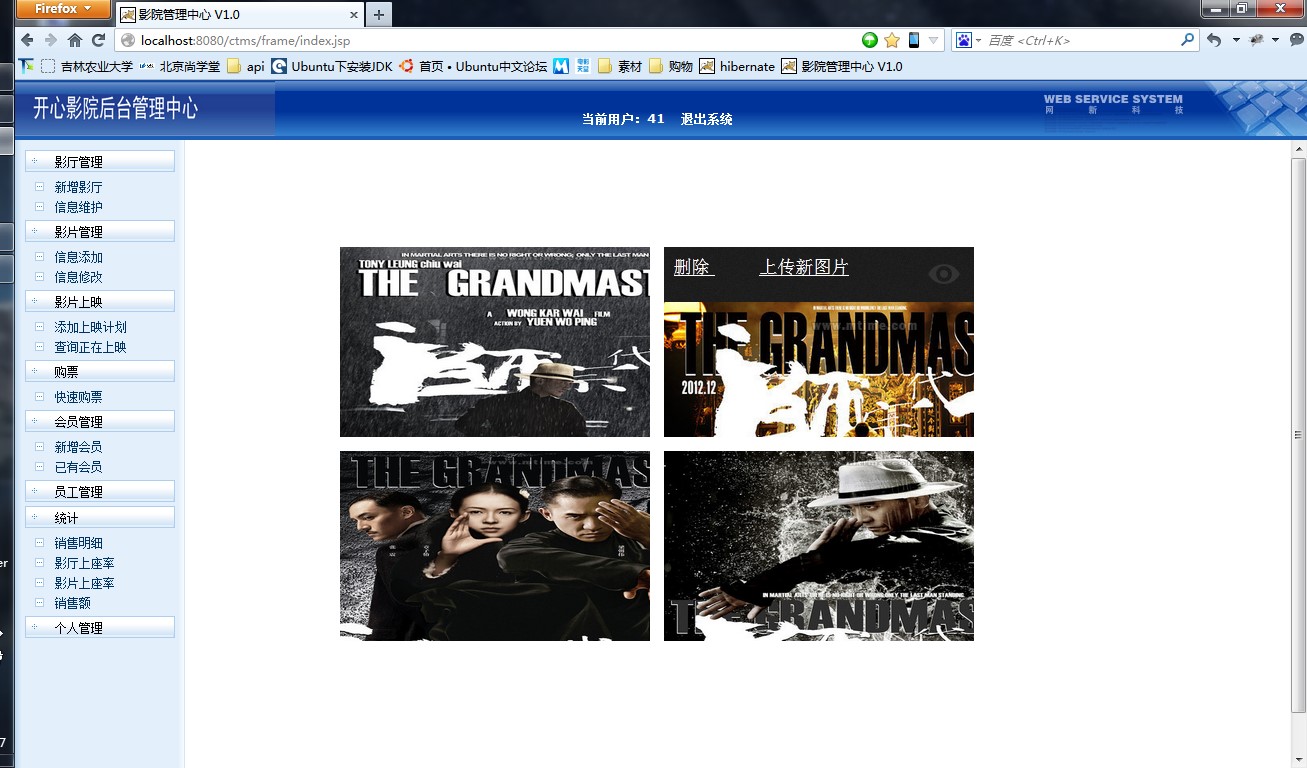 Firefox
影院管理中心 V1.0
localhost:8080/ctms/frame/index.jsp
百度 <Ctrl+K>
吉林农业大学 北京尚学堂 api Ubuntu下安装JDK 首页 • Ubuntu中文论坛 电影天堂 素材 购物 hibernate 影院管理中心 V1.0
开心影院后台管理中心
当前用户：41 退出系统
WEB SERVICE SYSTEM
网 新 科 技
影厅管理
新增影厅
信息维护
影片管理
信息添加
信息修改
影片上映
添加上映计划
查询正在上映
购票
快速购票
会员管理
新增会员
已有会员
员工管理
统计
销售明细
影厅上座率
影片上座率
销售额
个人管理
IN MARTIAL ARTS THERE IS NO RIGHT OR WRONG; ONLY THE LAST MAN
TONY LEUNG chiu wai
THE GRANDMAST
A WONG KAR WAI FILM
ACTION BY YUEN WO PING
一代
删除 上传新图片
www.mtime.com
THE GRANDMAS
2012.12
一代
THE GRANDMAS
IN MARTIAL ARTS THERE IS NO RIGHT OR WRONG, ONLY THE LAST MAN STANDING
THE GRANDMAS